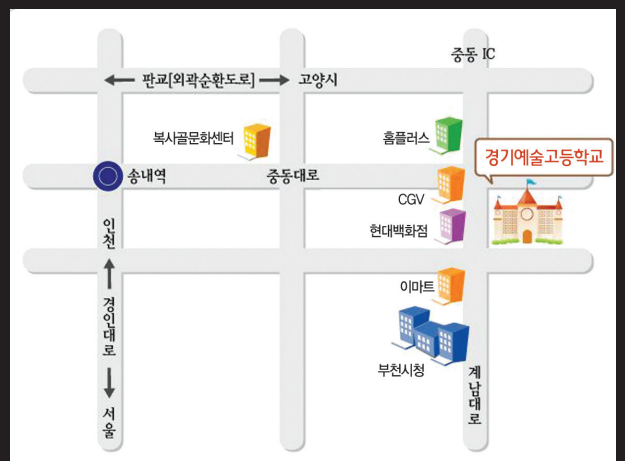 중동 IC
판교[외곽순환도로]
고양시
복사골문화센터
홈플러스
경기예술고등학교
송내역
중동대로
CGV
현대백화점
인천
이마트
경인대로
부천시청
계남대로
서울